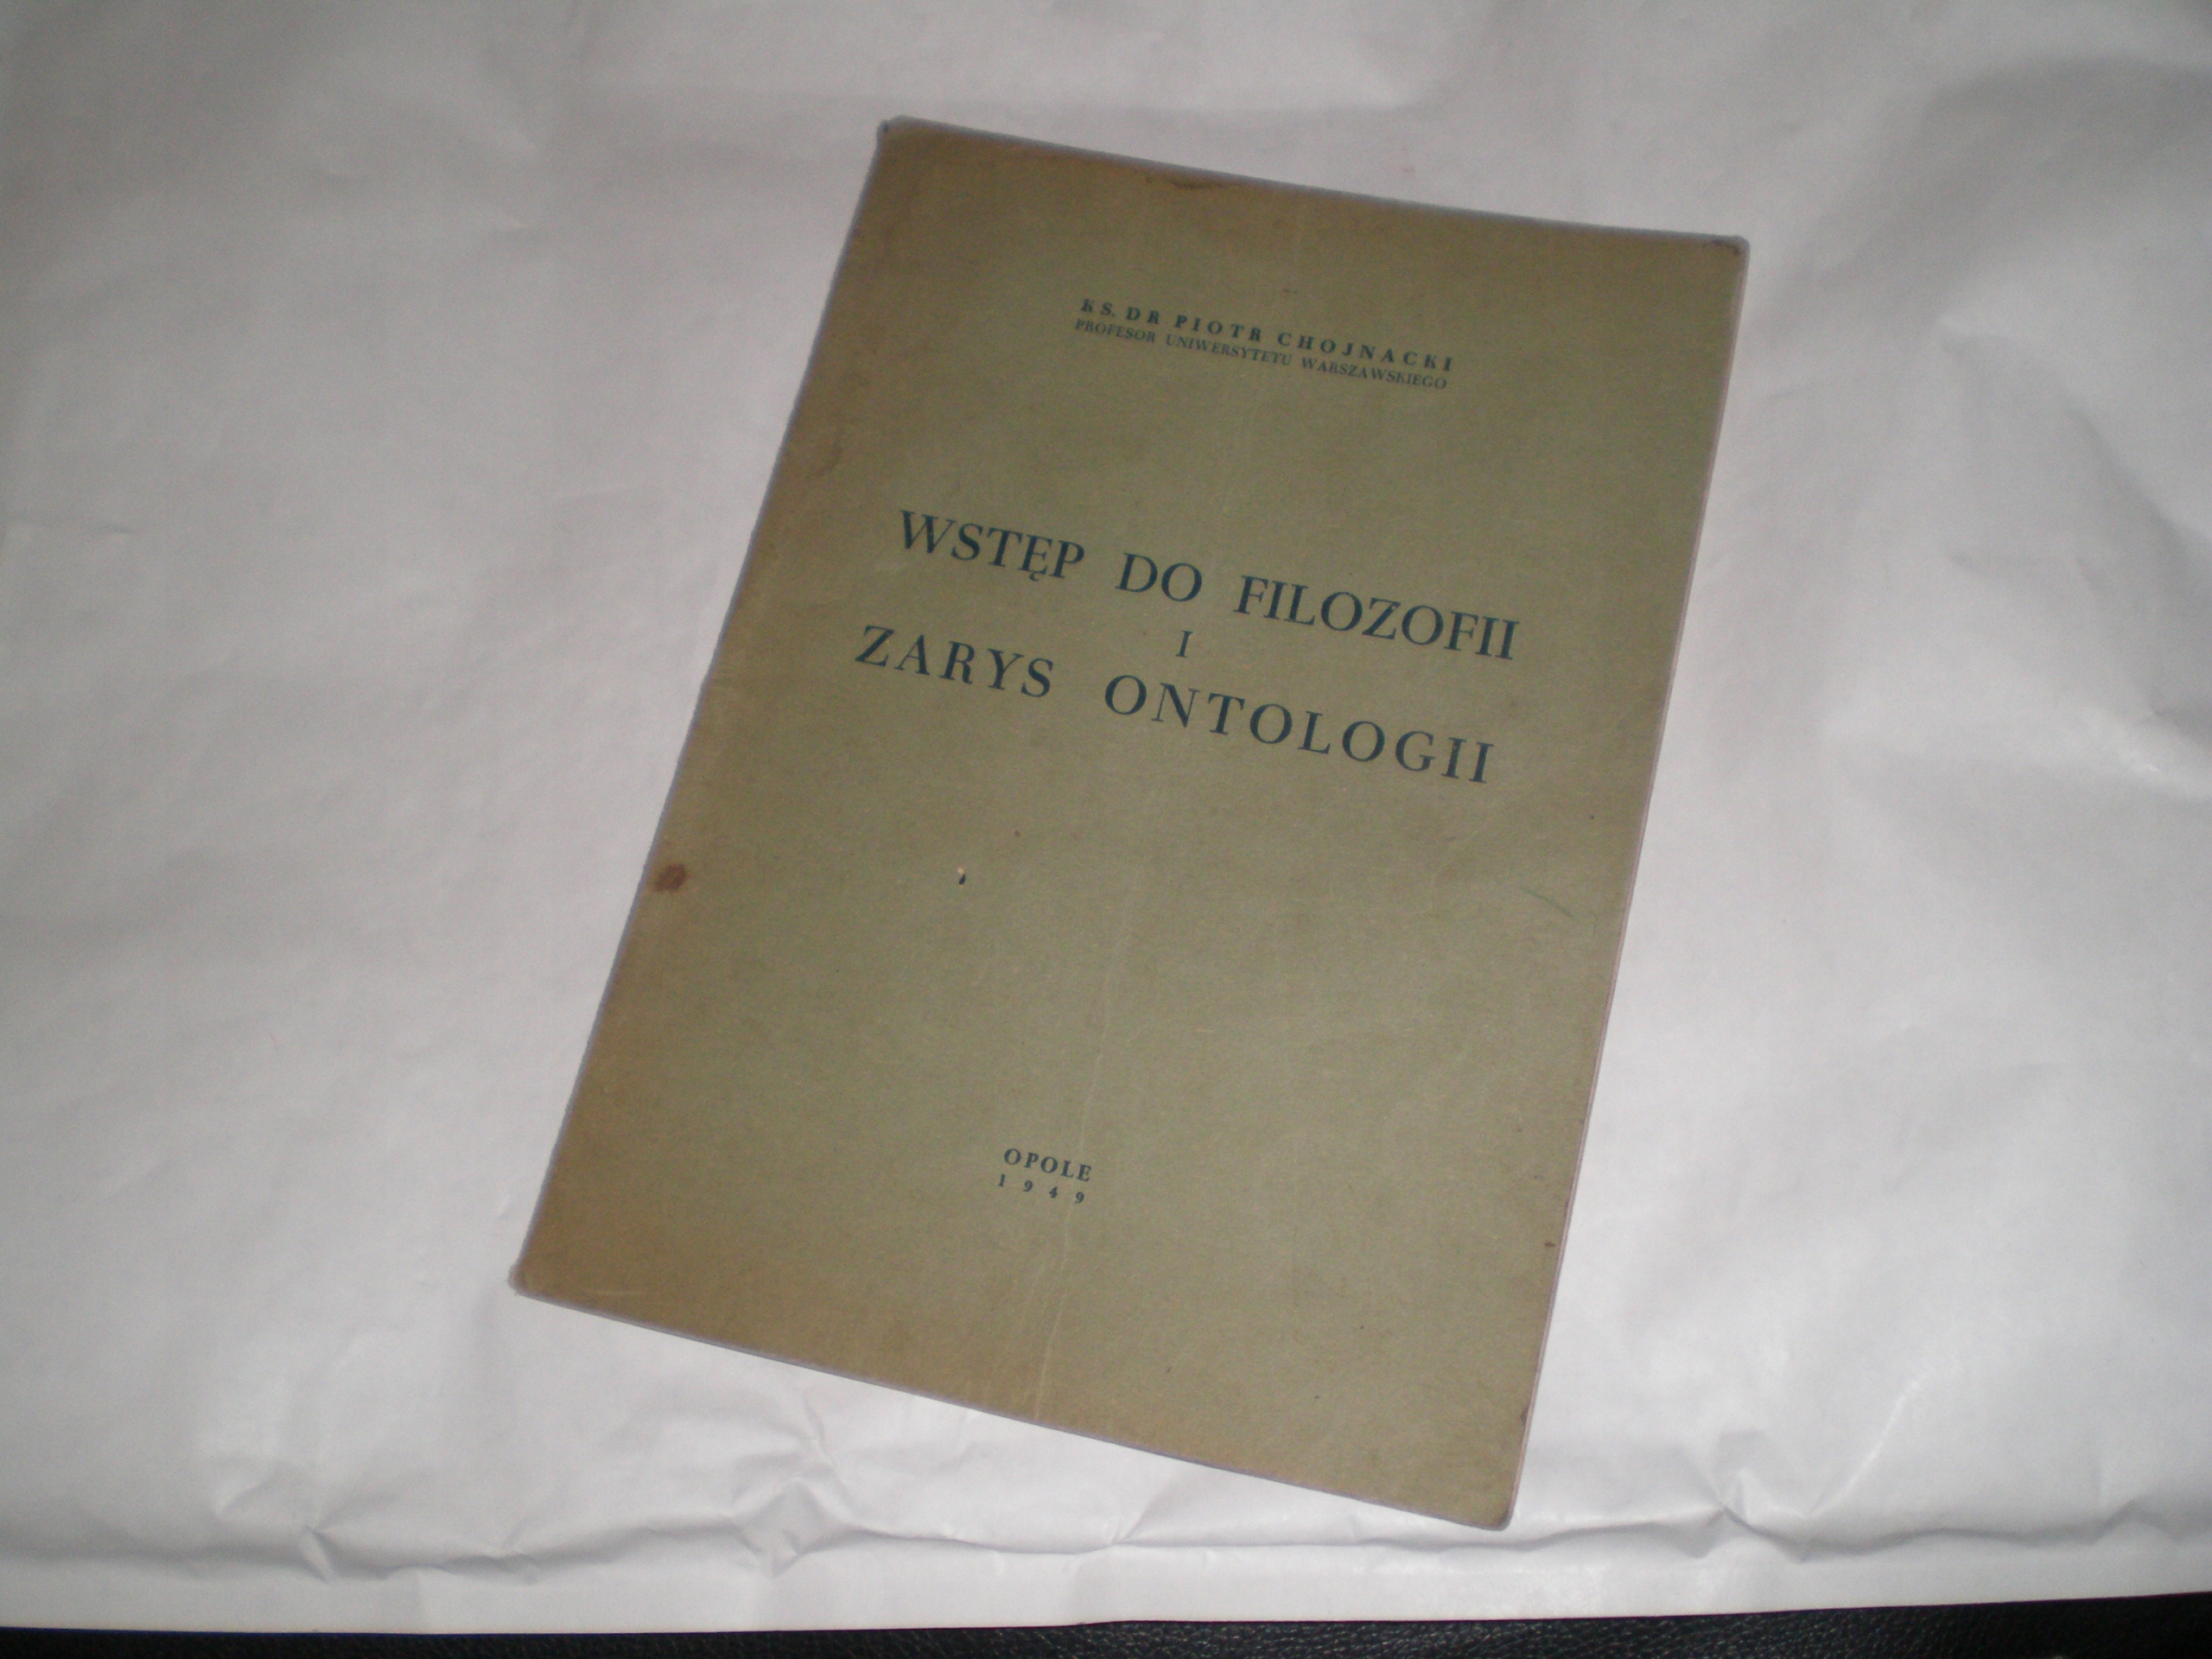 KS. DR PIOTR CHOJNACKI
PROFESOR UNIWERSYTETU WARSZAWSKIEGO
WSTĘP DO FILOZOFII
I
ZARYS ONTOLOGII
OPOLE
1949